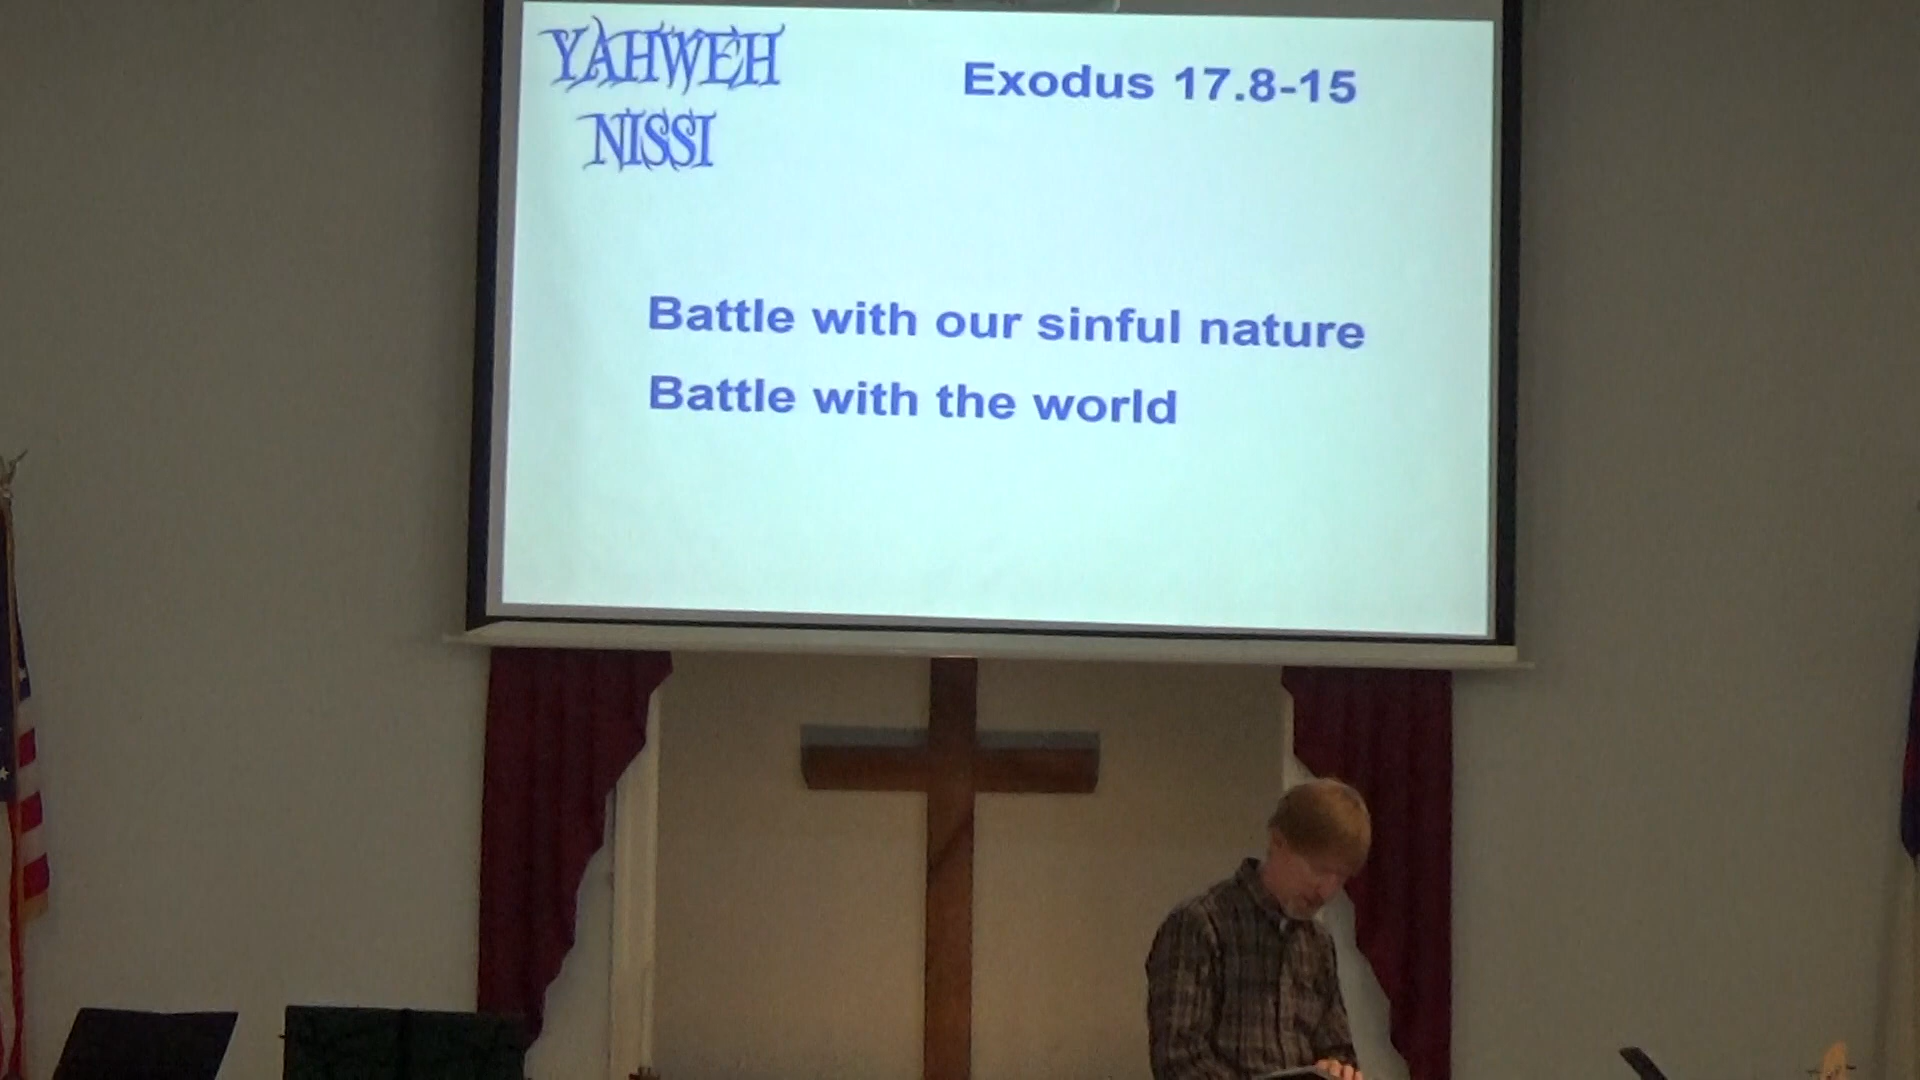 YAHWEH
NISSI
Exodus 17.8-15
Battle with our sinful nature
Battle with the world